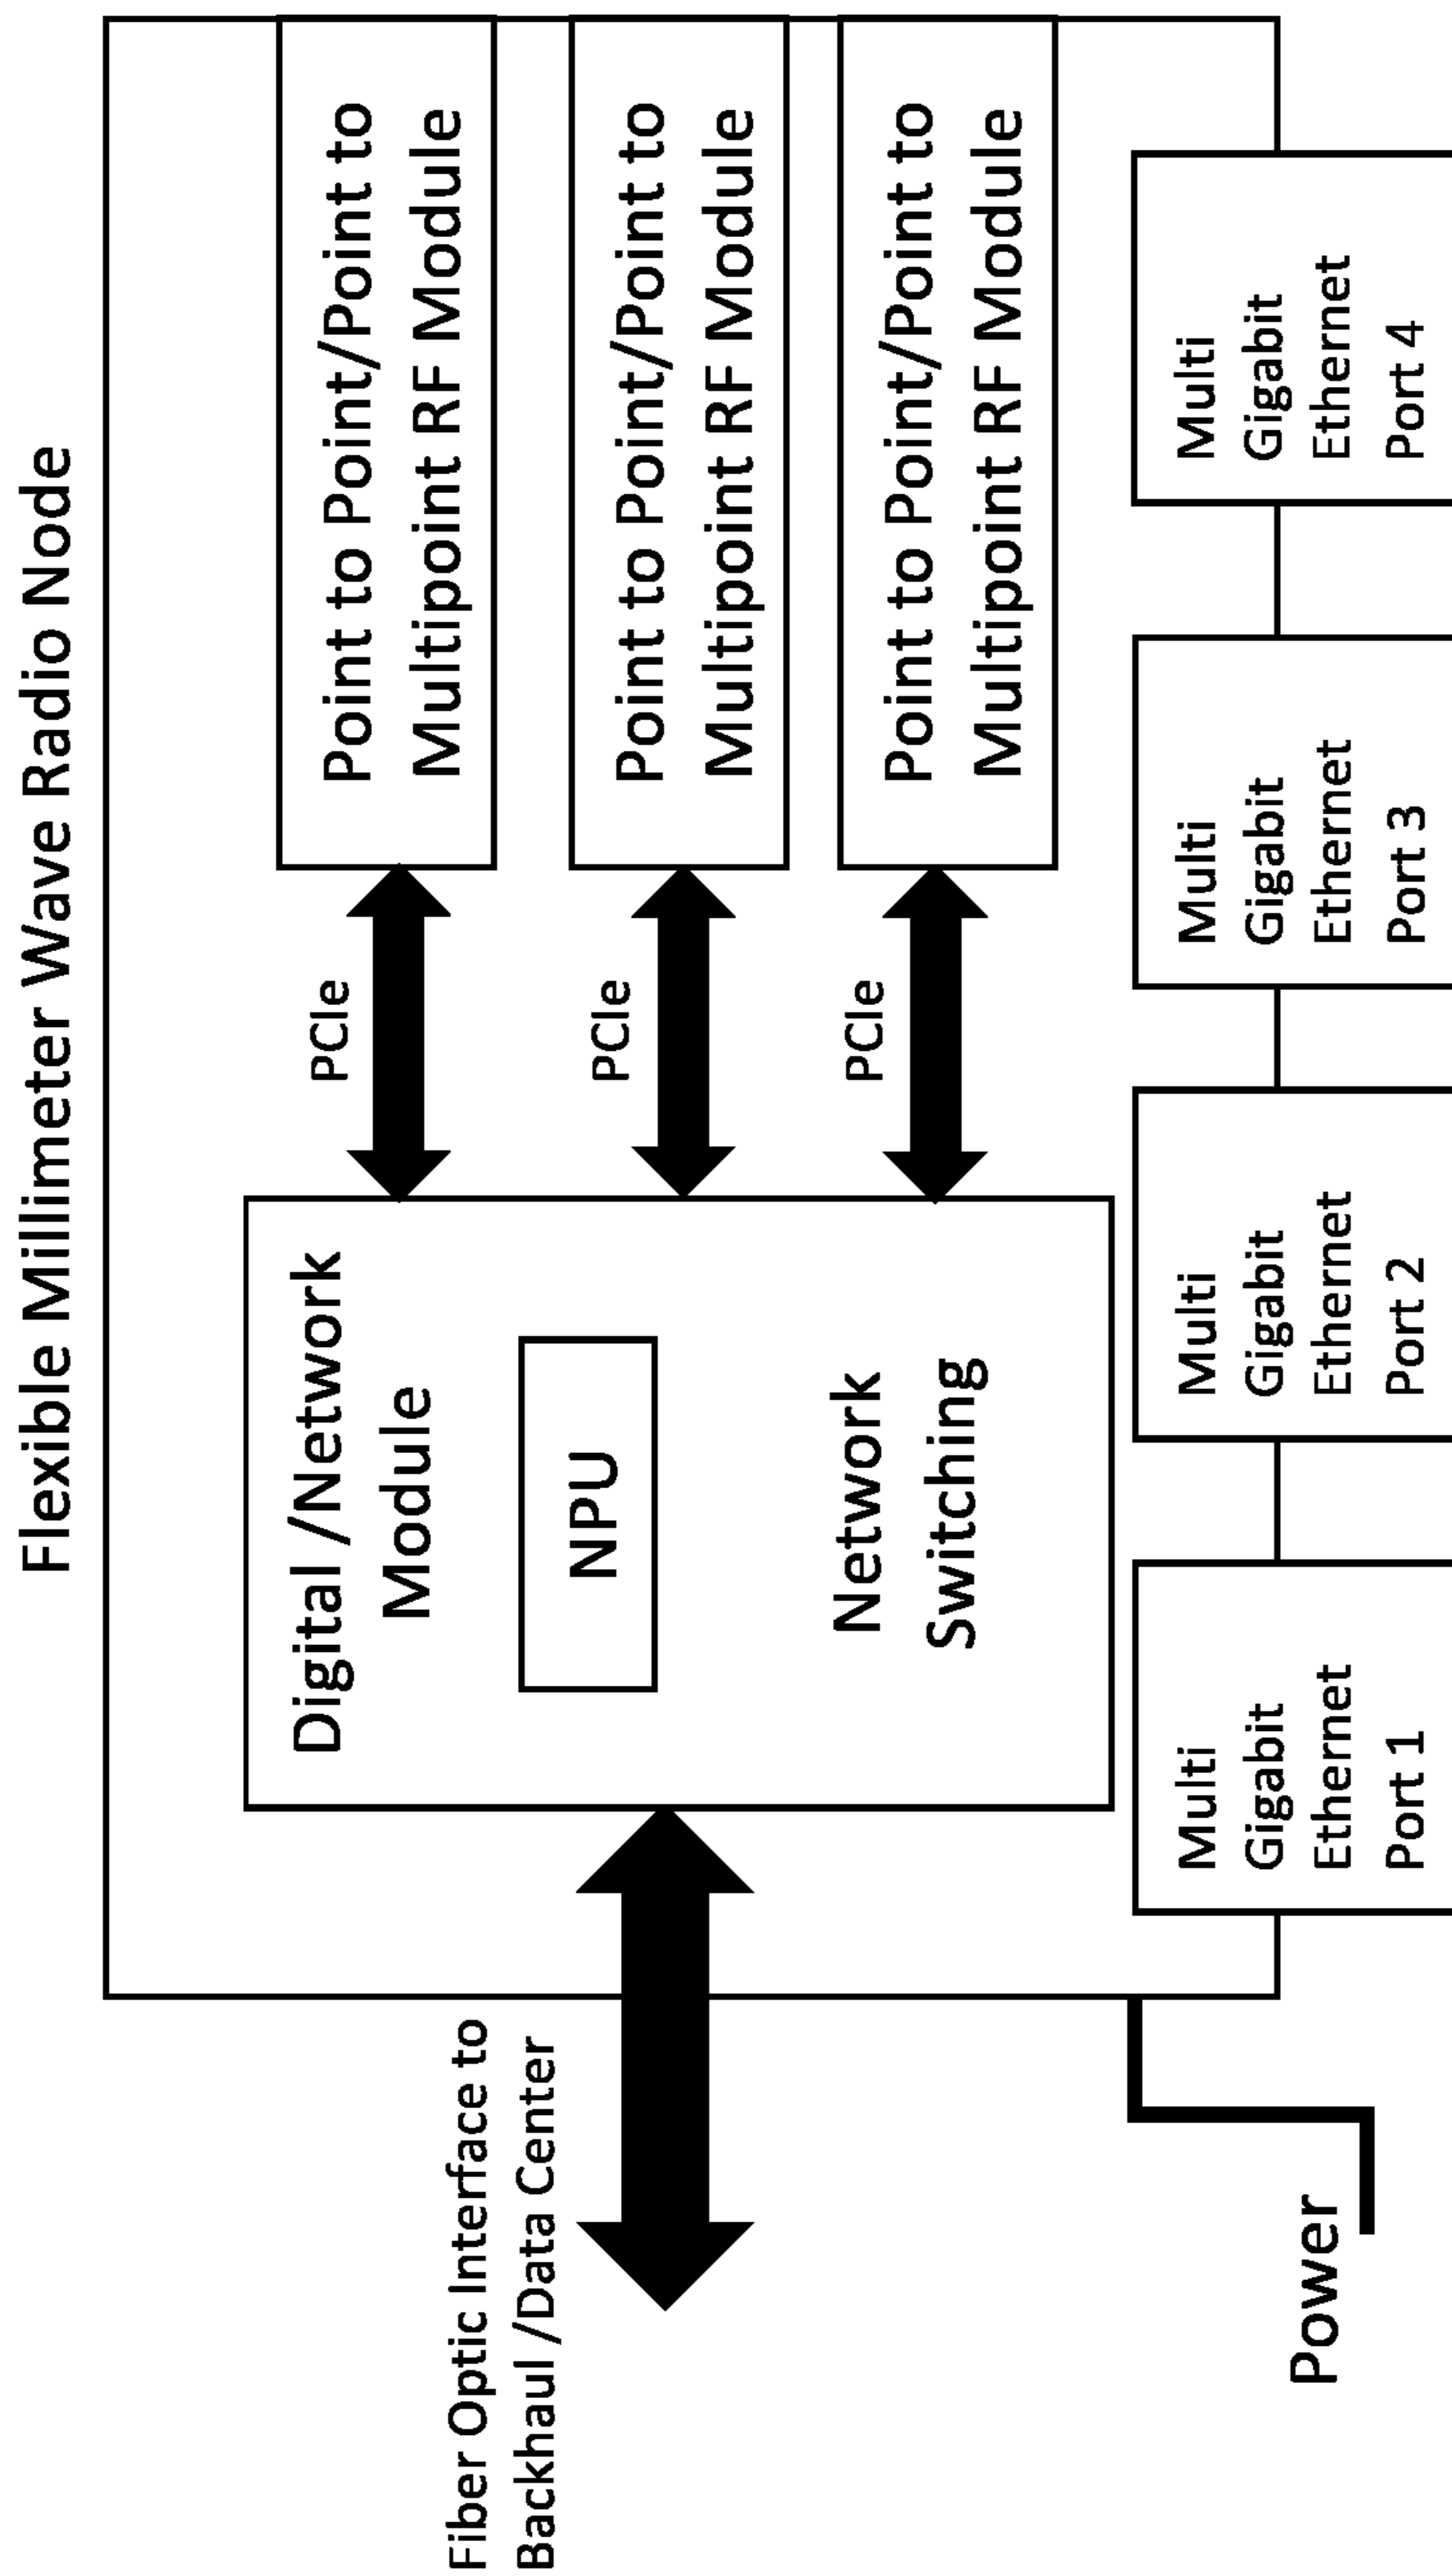 Flexible Millimeter Wave Radio Node
Fiber Optic Interface to
Backhaul /Data Center
Digital /Network
Module
NPU
Network
Switching
PCIe
Point to Point/Point to
Multipoint RF Module
PCIe
Point to Point/Point to
Multipoint RF Module
PCIe
Point to Point/Point to
Multipoint RF Module
Power
Multi
Gigabit
Ethernet
Port 1
Multi
Gigabit
Ethernet
Port 2
Multi
Gigabit
Ethernet
Port 3
Multi
Gigabit
Ethernet
Port 4